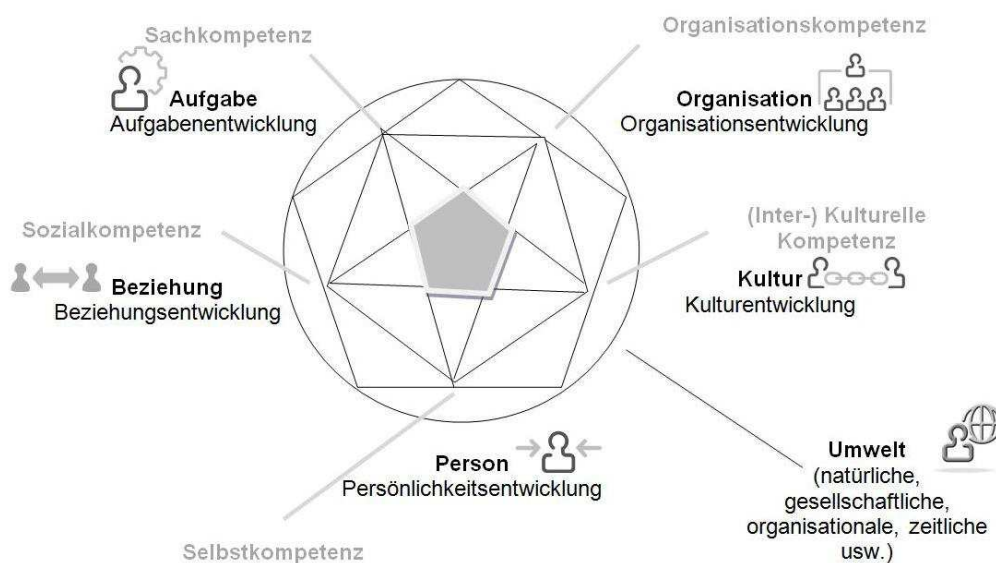 Sachkompetenz
Aufgabe
Aufgabenentwicklung
Organisationskompetenz
Organisation
Organisationsentwicklung
Sozialkompetenz
Beziehung
Beziehungsentwicklung
(Inter-) Kulturelle
Kompetenz
Kultur
Kulturentwicklung
Person
Persönlichkeitsentwicklung
Selbstkompetenz
Umwelt
(natürliche,
gesellschaftliche,
organisationale, zeitliche
usw.)